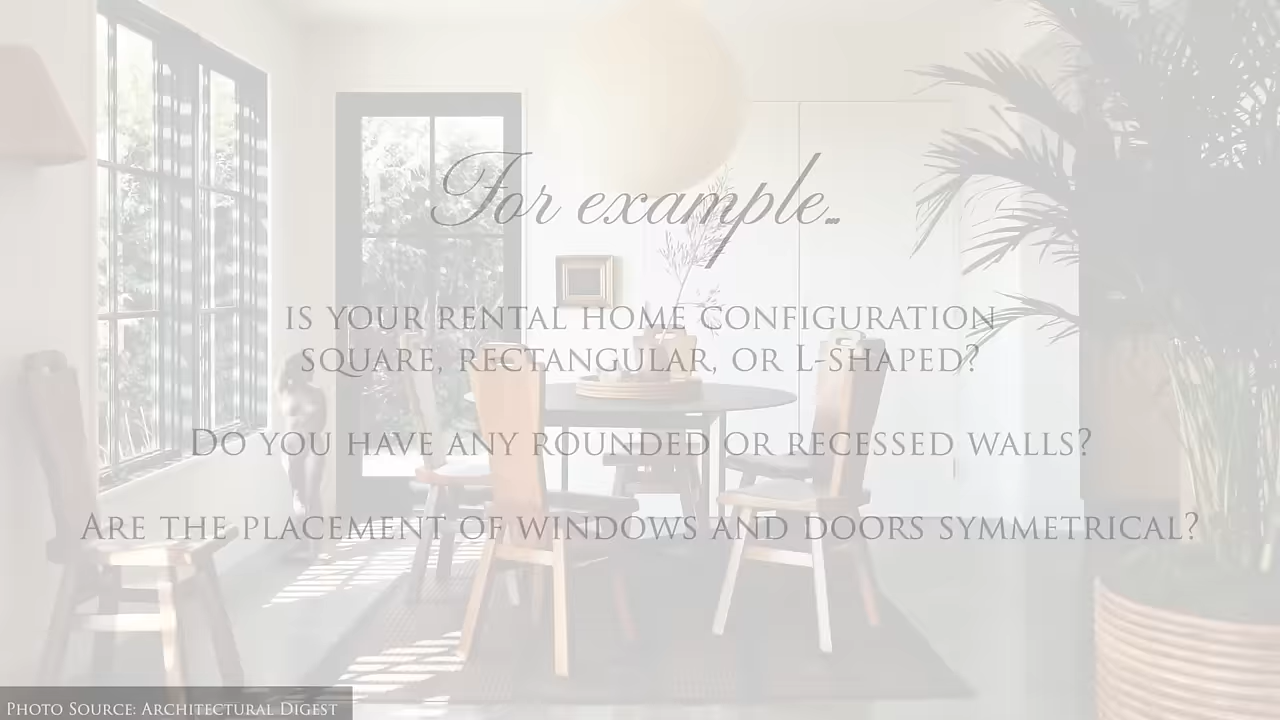 For example...
is your rental home configuration
square, rectangular, or L-shaped?
Do you have any rounded or recessed walls?
Are the placement of windows and doors symmetrical?
Photo Source: Architectural Digest